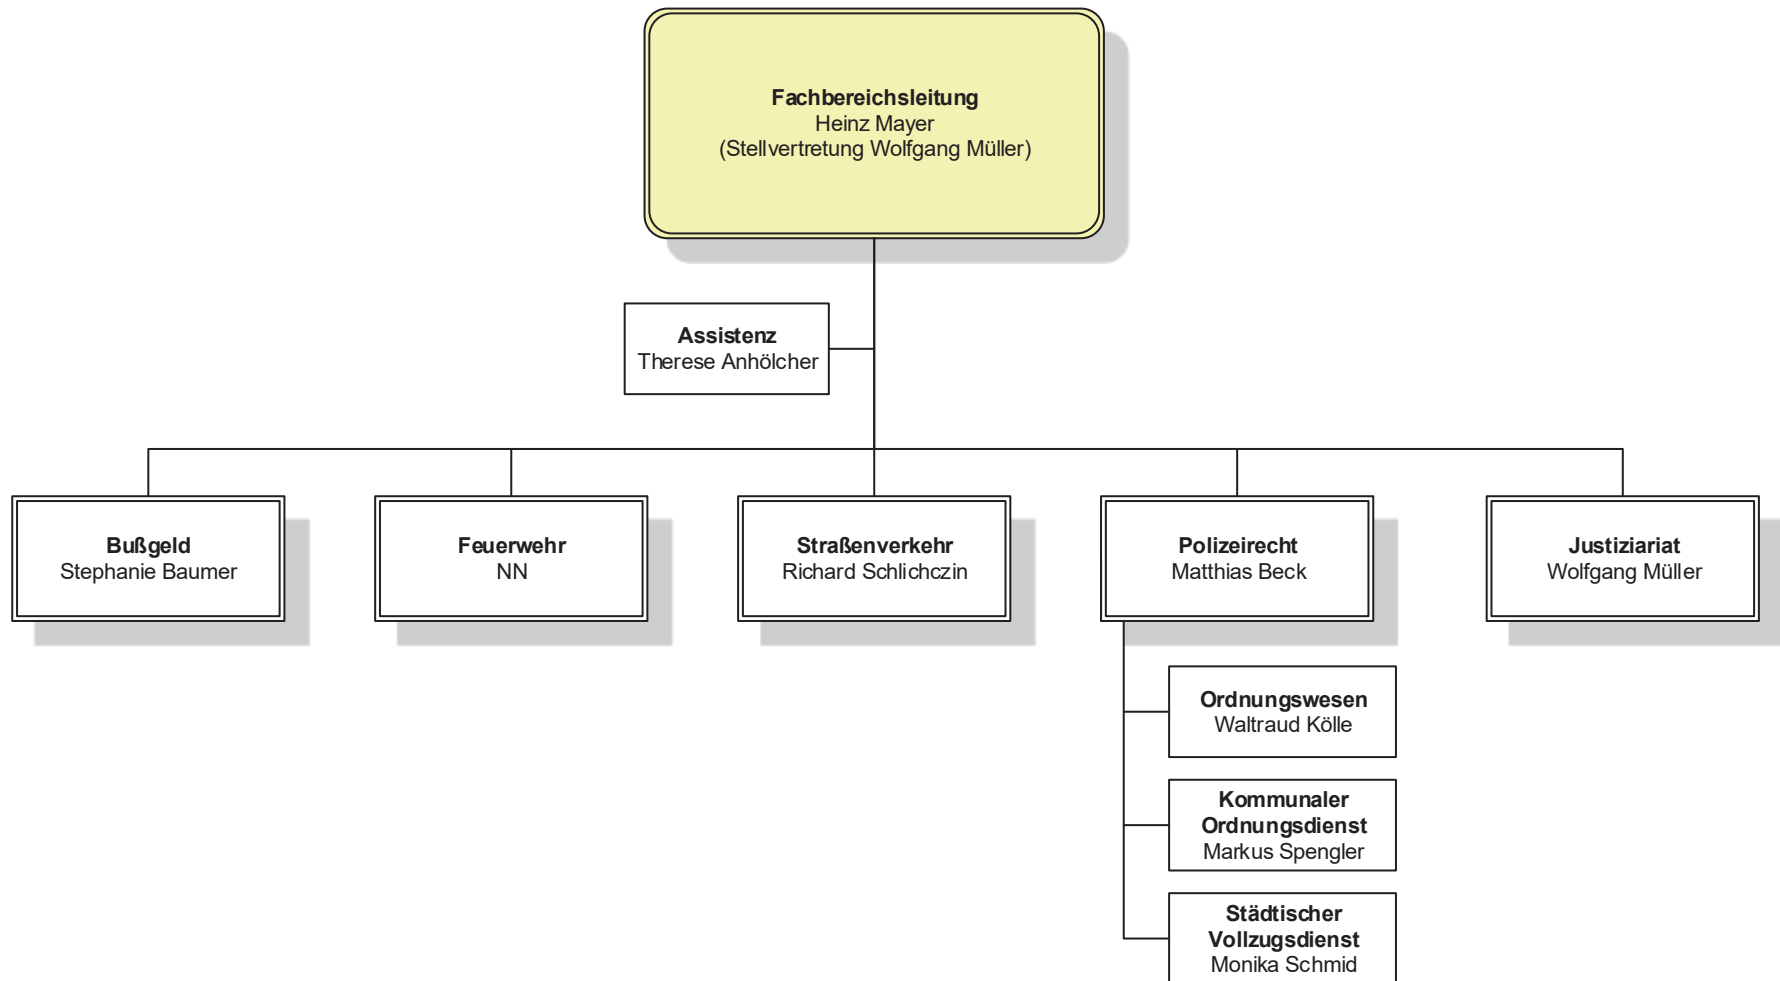 Fachbereichsleitung
Heinz Mayer
(Stellvertretung Wolfgang Müller)
Assistenz
Therese Anhölcher
Bußgeld
Stephanie Baumer
Feuerwehr
NN
Straßenverkehr
Richard Schlichczin
Polizeirecht
Matthias Beck
Justiziariat
Wolfgang Müller
Ordnungswesen
Waltraud Kölle
Kommunaler
Ordnungsdienst
Markus Spengler
Städtischer
Vollzugsdienst
Monika Schmid